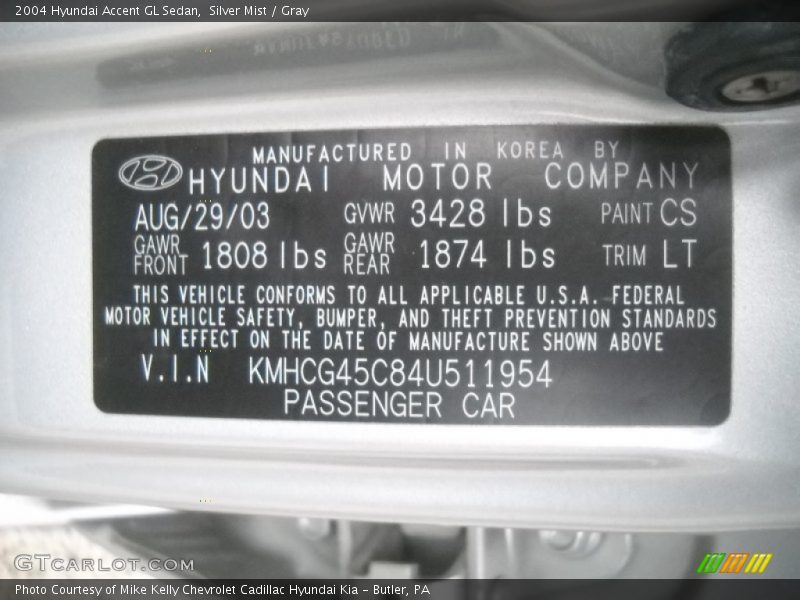 2004 Hyundai Accent GL Sedan,  Silver Mist / Gray
MANUFACTURED IN KOREA BY
HYUNDAI MOTOR COMPANY
AUG/29/03 GVWR 3428 lbs PAINT CS
GAWR FRONT 1808 lbs GAWR REAR 1874 lbs TRIM LT
THIS VEHICLE CONFORMS TO ALL APPLICABLE U.S.A. FEDERAL
MOTOR VEHICLE SAFETY, BUMPER, AND THEFT PREVENTION STANDARDS
IN EFFECT ON THE DATE OF MANUFACTURE SHOWN ABOVE
V.I.N KMHCG45C84U511954
PASSENGER CAR
GTCARLOT.COM
Photo Courtesy of Mike Kelly Chevrolet Cadillac Hyundai Kia – Butler, PA